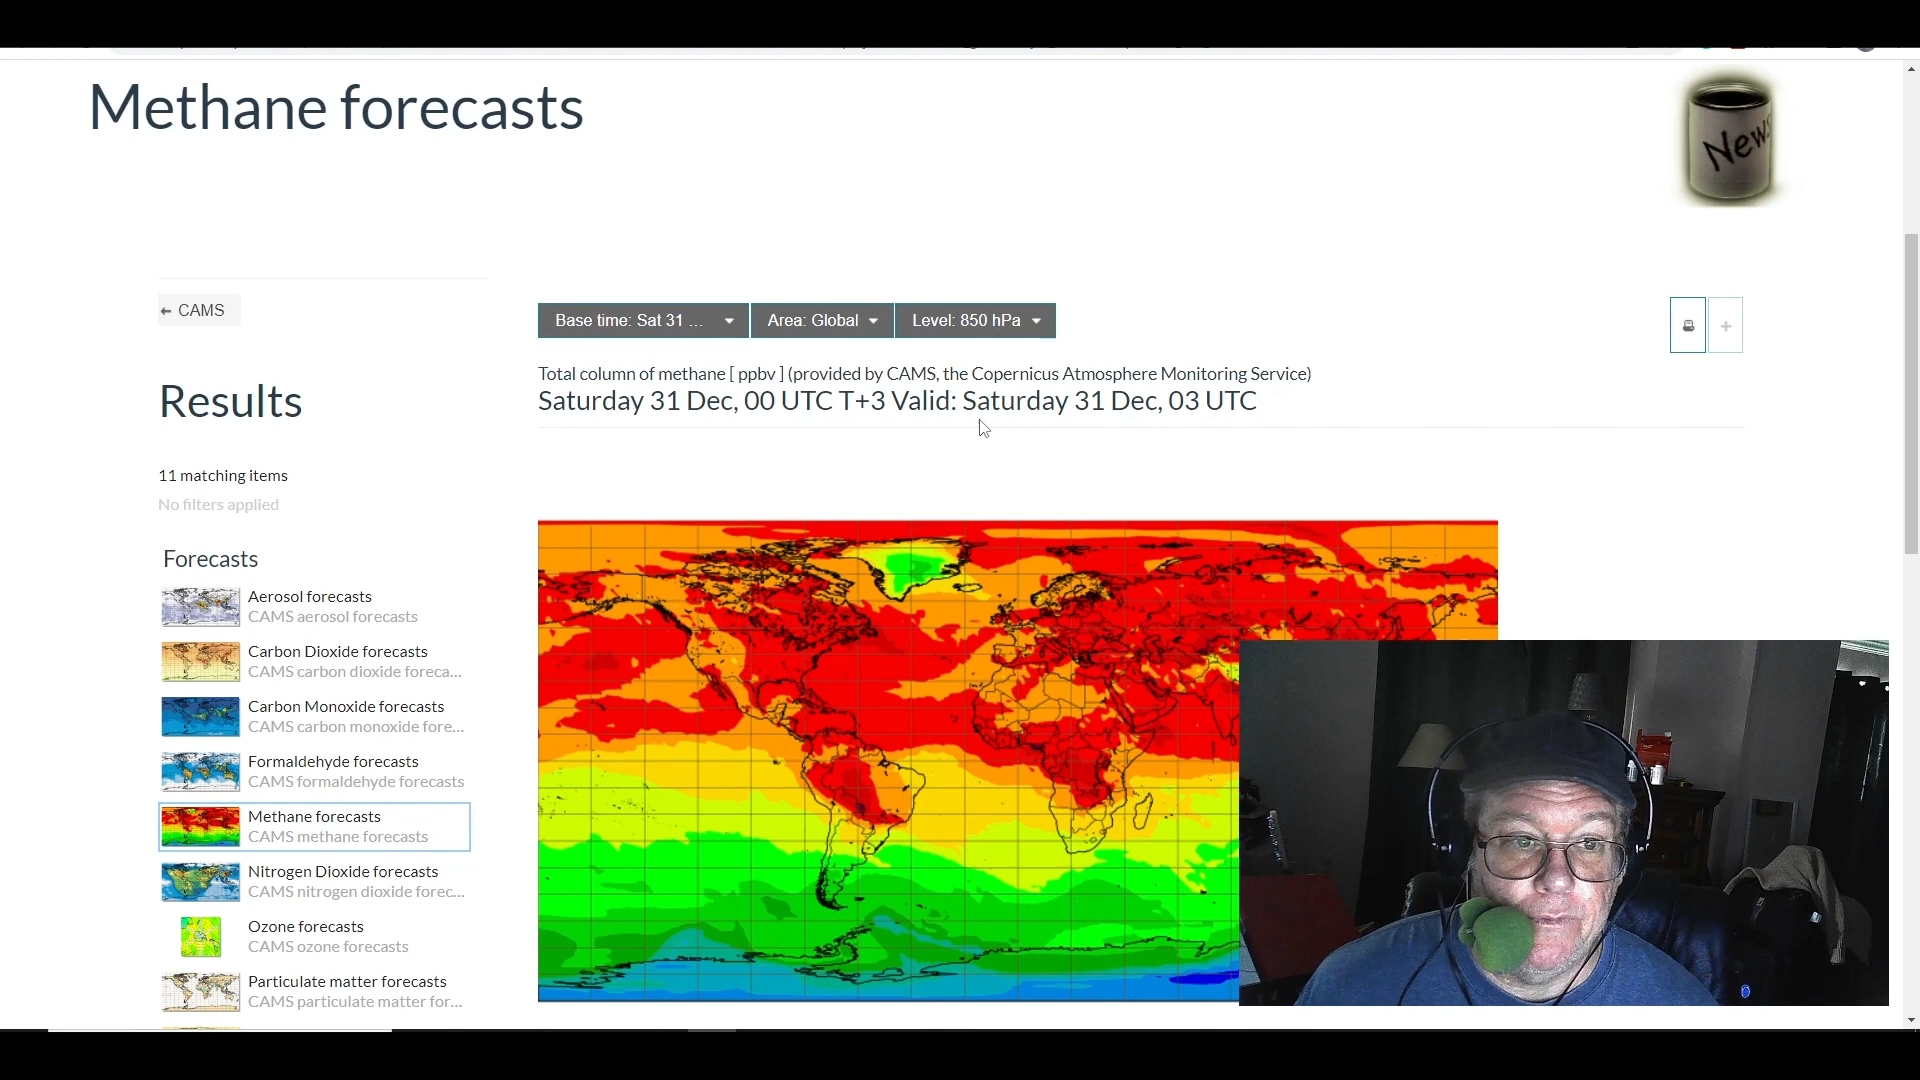 Methane forecasts
News
CAMS
Base time: Sat 31 ...
Area: Global
Level: 850 hPa
+
Total column of methane [ ppbv ] (provided by CAMS, the Copernicus Atmosphere Monitoring Service)
Saturday 31 Dec, 00 UTC T+3 Valid: Saturday 31 Dec, 03 UTC
Results
11 matching items
No filters applied
Forecasts
Aerosol forecasts
CAMS aerosol forecasts
Carbon Dioxide forecasts
CAMS carbon dioxide foreca...
Carbon Monoxide forecasts
CAMS carbon monoxide fore...
Formaldehyde forecasts
CAMS formaldehyde forecasts
Methane forecasts
CAMS methane forecasts
Nitrogen Dioxide forecasts
CAMS nitrogen dioxide forec...
Ozone forecasts
CAMS ozone forecasts
Particulate matter forecasts
CAMS particulate matter for...